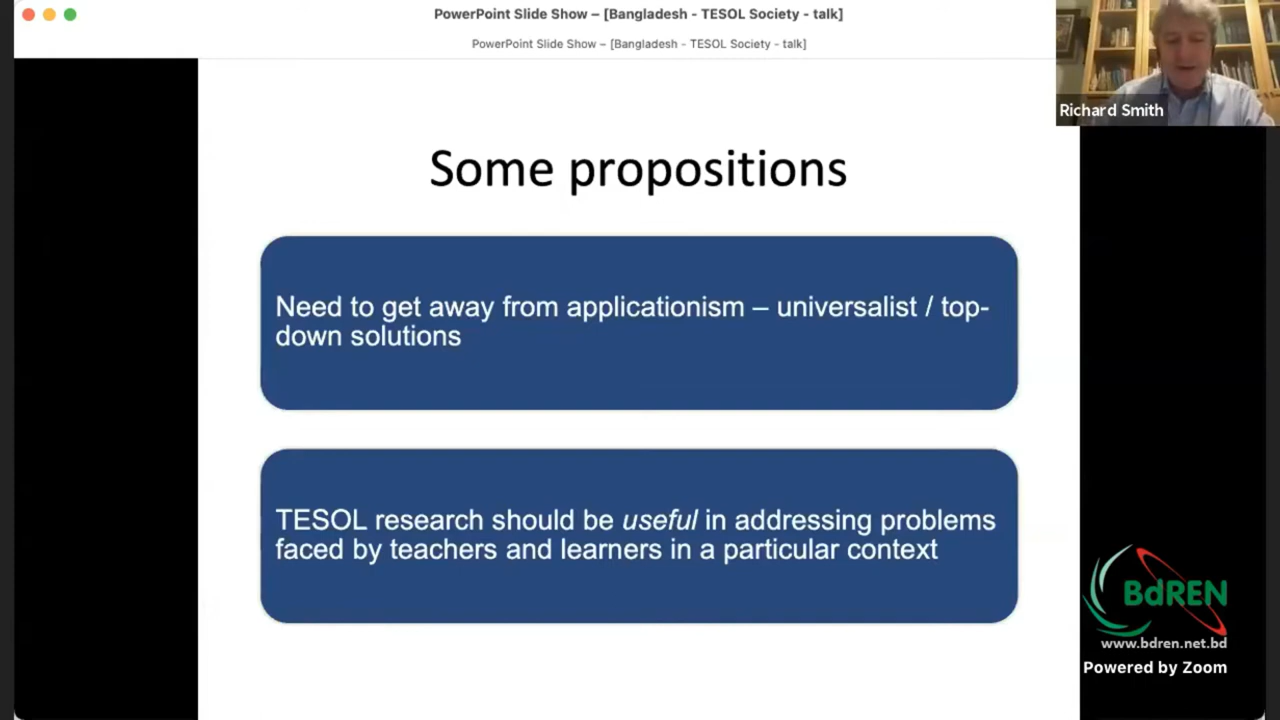 PowerPoint Slide Show – [Bangladesh - TESOL Society - talk]
PowerPoint Slide Show – [Bangladesh - TESOL Society - talk]
Richard Smith
Some propositions
Need to get away from applicationism – universalist / top-
down solutions
TESOL research should be useful in addressing problems
faced by teachers and learners in a particular context
BdREN
www.bdren.net.bd
Powered by Zoom